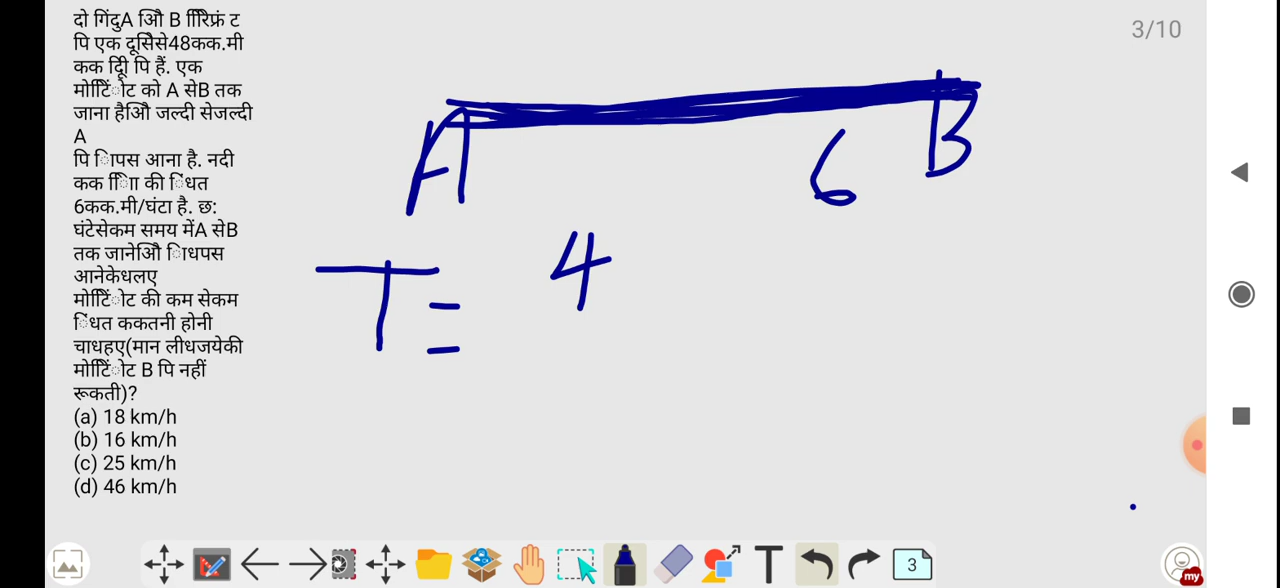 दो गिंदुA औि B रिििफ्रं ट
पि एक दूसिेसे48कक.मी
कक दूिी पि हैं. एक
मोटििंोट को A सेB तक
जाना हैऔि जल्दी सेजल्दी
A
पि िापस आना है. नदी
कक िािा की िंधत
6कक.मी/घंटा है. छ:
घंटेसेकम समय मेंA सेB
तक जानेऔि िाधपस
आनेकेधलए
मोटििंोट की कम सेकम
िंधत ककतनी होनी
चाधहए(मान लीधजयेकी
मोटििंोट B पि नहीं
रूकती)?
(a) 18 km/h
(b) 16 km/h
(c) 25 km/h
(d) 46 km/h
3/10
A B
6
T = 4
T
3
my